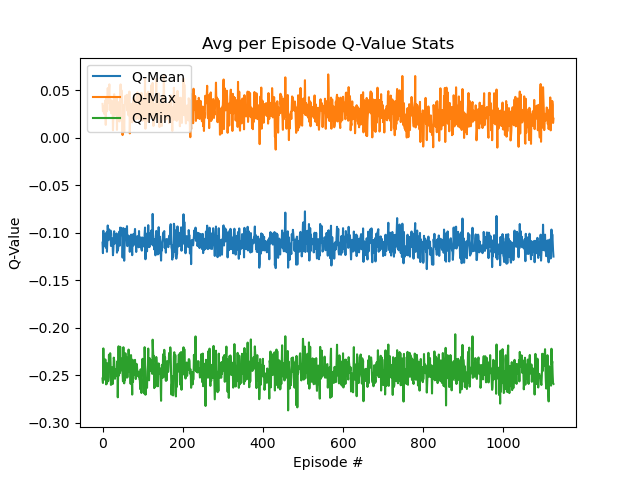 Avg per Episode Q-Value Stats
Q-Mean
Q-Max
Q-Min
0.05
0.00
−0.05
−0.10
−0.15
−0.20
−0.25
−0.30
Q-Value
0 200 400 600 800 1000
Episode #